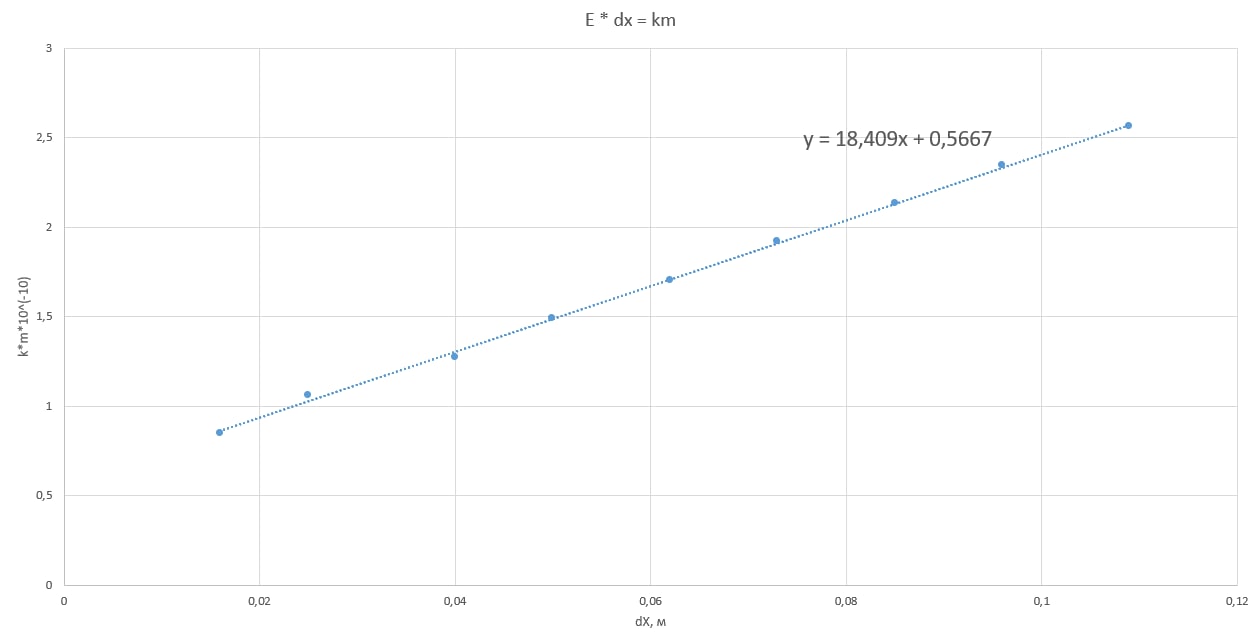 E * dx = km
3
2,5
y = 18,409x + 0,5667
2
1,5
1
0,5
0
k*m*10^(-10)
0 0,02 0,04 0,06 0,08 0,1 0,12
dX, м